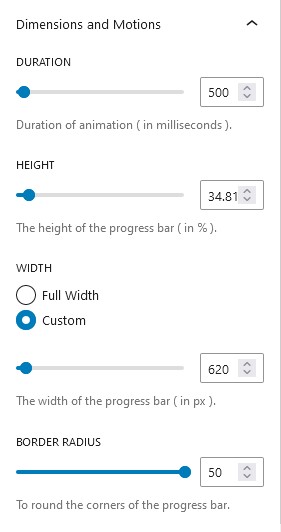 Dimensions and Motions
DURATION
500
Duration of animation ( in milliseconds ).
HEIGHT
34.81
The height of the progress bar ( in % ).
WIDTH
Full Width
Custom
620
The width of the progress bar ( in px ).
BORDER RADIUS
50
To round the corners of the progress bar.